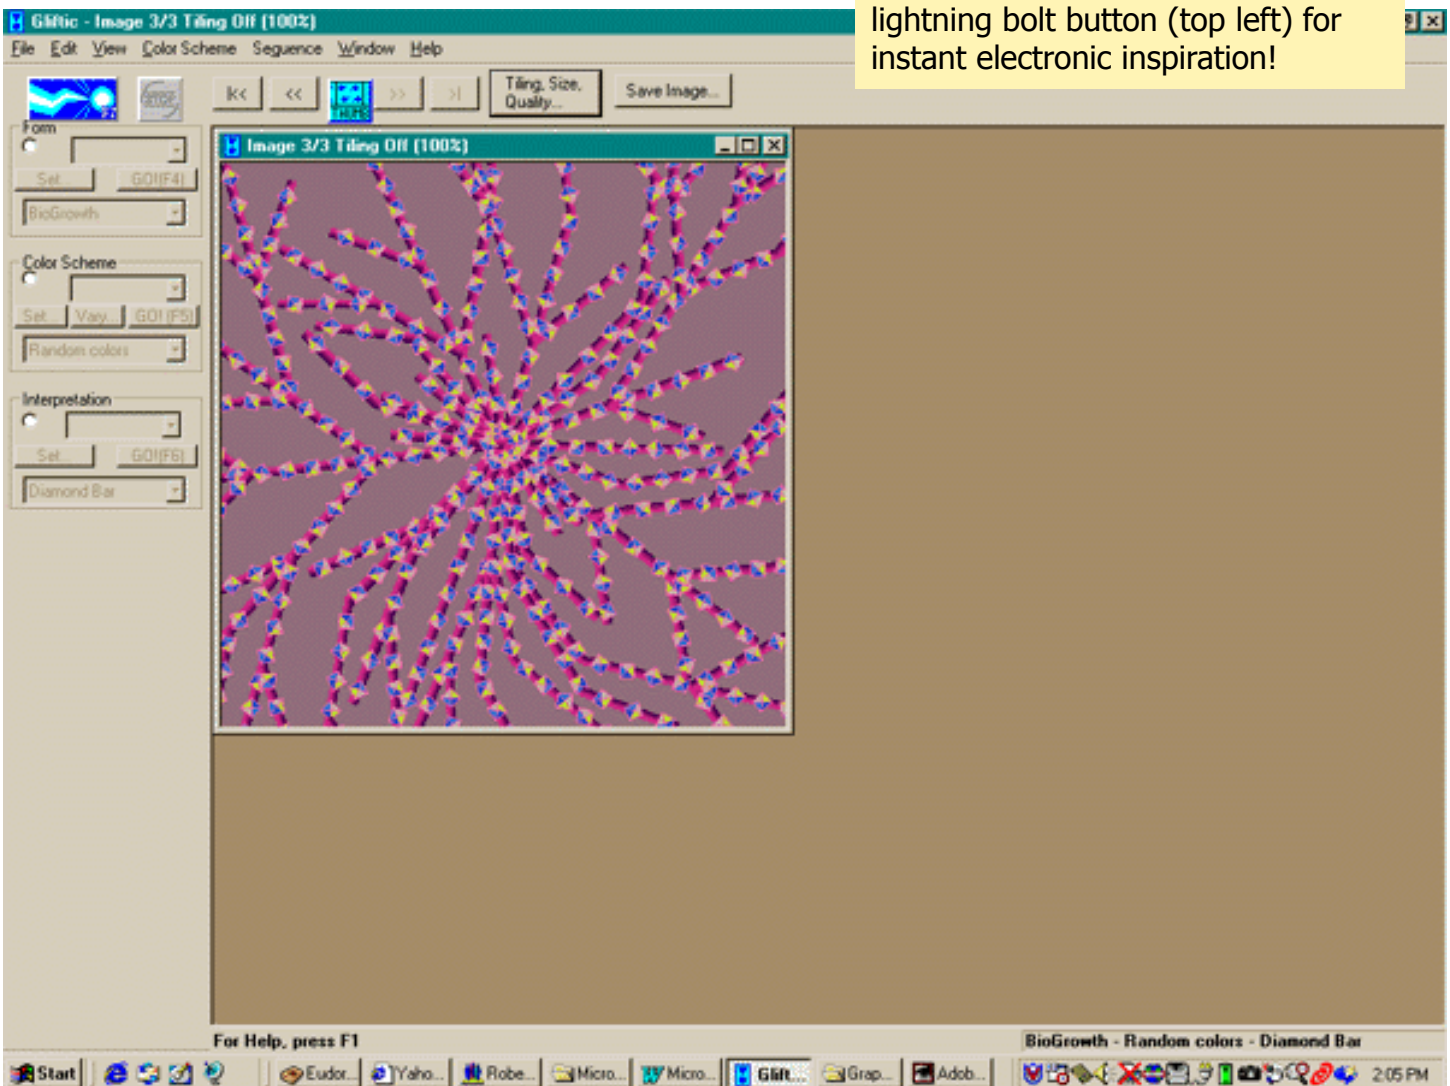 lightning bolt button (top left) for
instant electronic inspiration!
Gliftic - Image 3/3 Tiling Off (100%)
File Edit View Color Scheme Sequence Window Help
|<< << THUMB >> >| Tiling, Size, Quality... Save Image...
Form
Set... GO!(F4)
BioGrowth
Color Scheme
Set... Vary... GO! (F5)
Random colors
Interpretation
Set... GO!(F6)
Diamond Bar
Image 3/3 Tiling Off (100%)
For Help, press F1
BioGrowth - Random colors - Diamond Bar
Start Eudor... Yaho... Robe... Micro... Micro... Glift... Grap... Adob... 2:05 PM